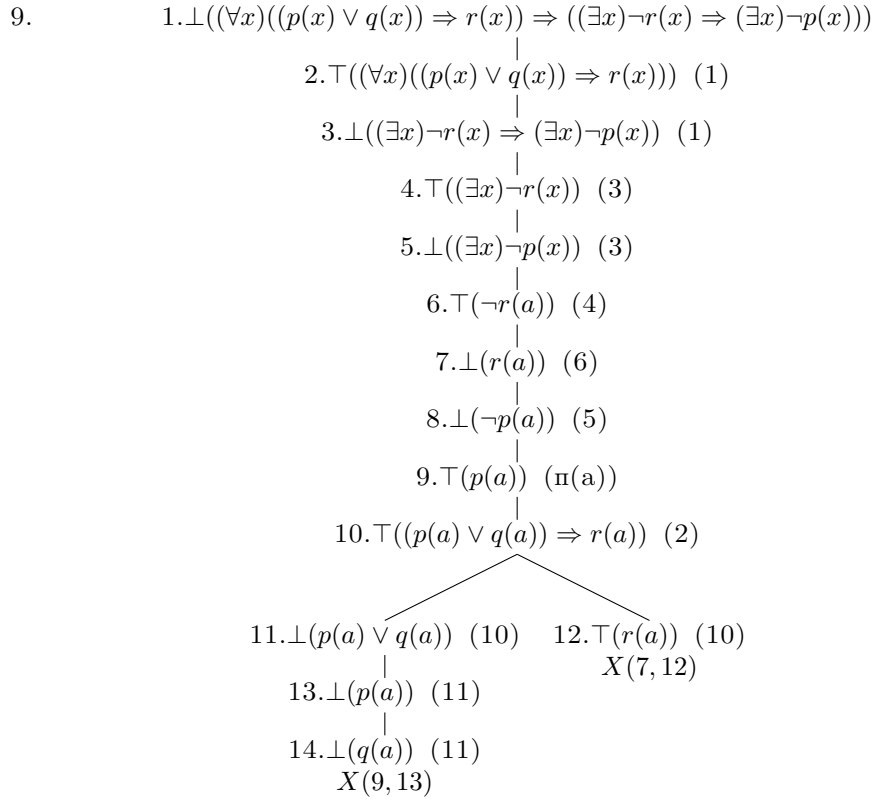 9. 1.⊥((∀x)((p(x) ∨ q(x)) ⇒ r(x)) ⇒ ((∃x)¬r(x) ⇒ (∃x)¬p(x)))
2.⊤((∀x)((p(x) ∨ q(x)) ⇒ r(x))) (1)
3.⊥((∃x)¬r(x) ⇒ (∃x)¬p(x)) (1)
4.⊤((∃x)¬r(x)) (3)
5.⊥((∃x)¬p(x)) (3)
6.⊤(¬r(a)) (4)
7.⊥(r(a)) (6)
8.⊥(¬p(a)) (5)
9.⊤(p(a)) (п(а))
10.⊤((p(a) ∨ q(a)) ⇒ r(a)) (2)
11.⊥(p(a) ∨ q(a)) (10) 12.⊤(r(a)) (10)
X(7, 12)
13.⊥(p(a)) (11)
14.⊥(q(a)) (11)
X(9, 13)